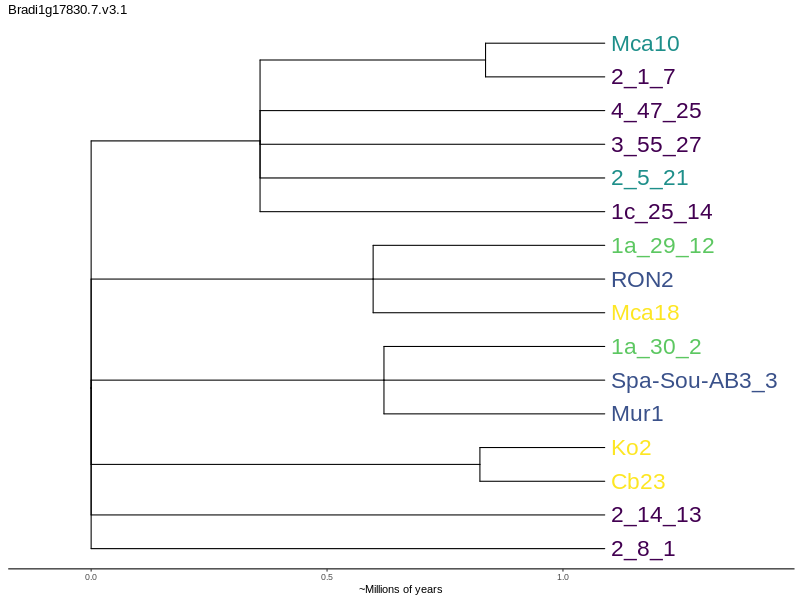 Bradi1g17830.7.v3.1
Mca10
2_1_7
4_47_25
3_55_27
2_5_21
1c_25_14
1a_29_12
RON2
Mca18
1a_30_2
Spa-Sou-AB3_3
Mur1
Ko2
Cb23
2_14_13
2_8_1
0.0 0.5 1.0
~Millions of years